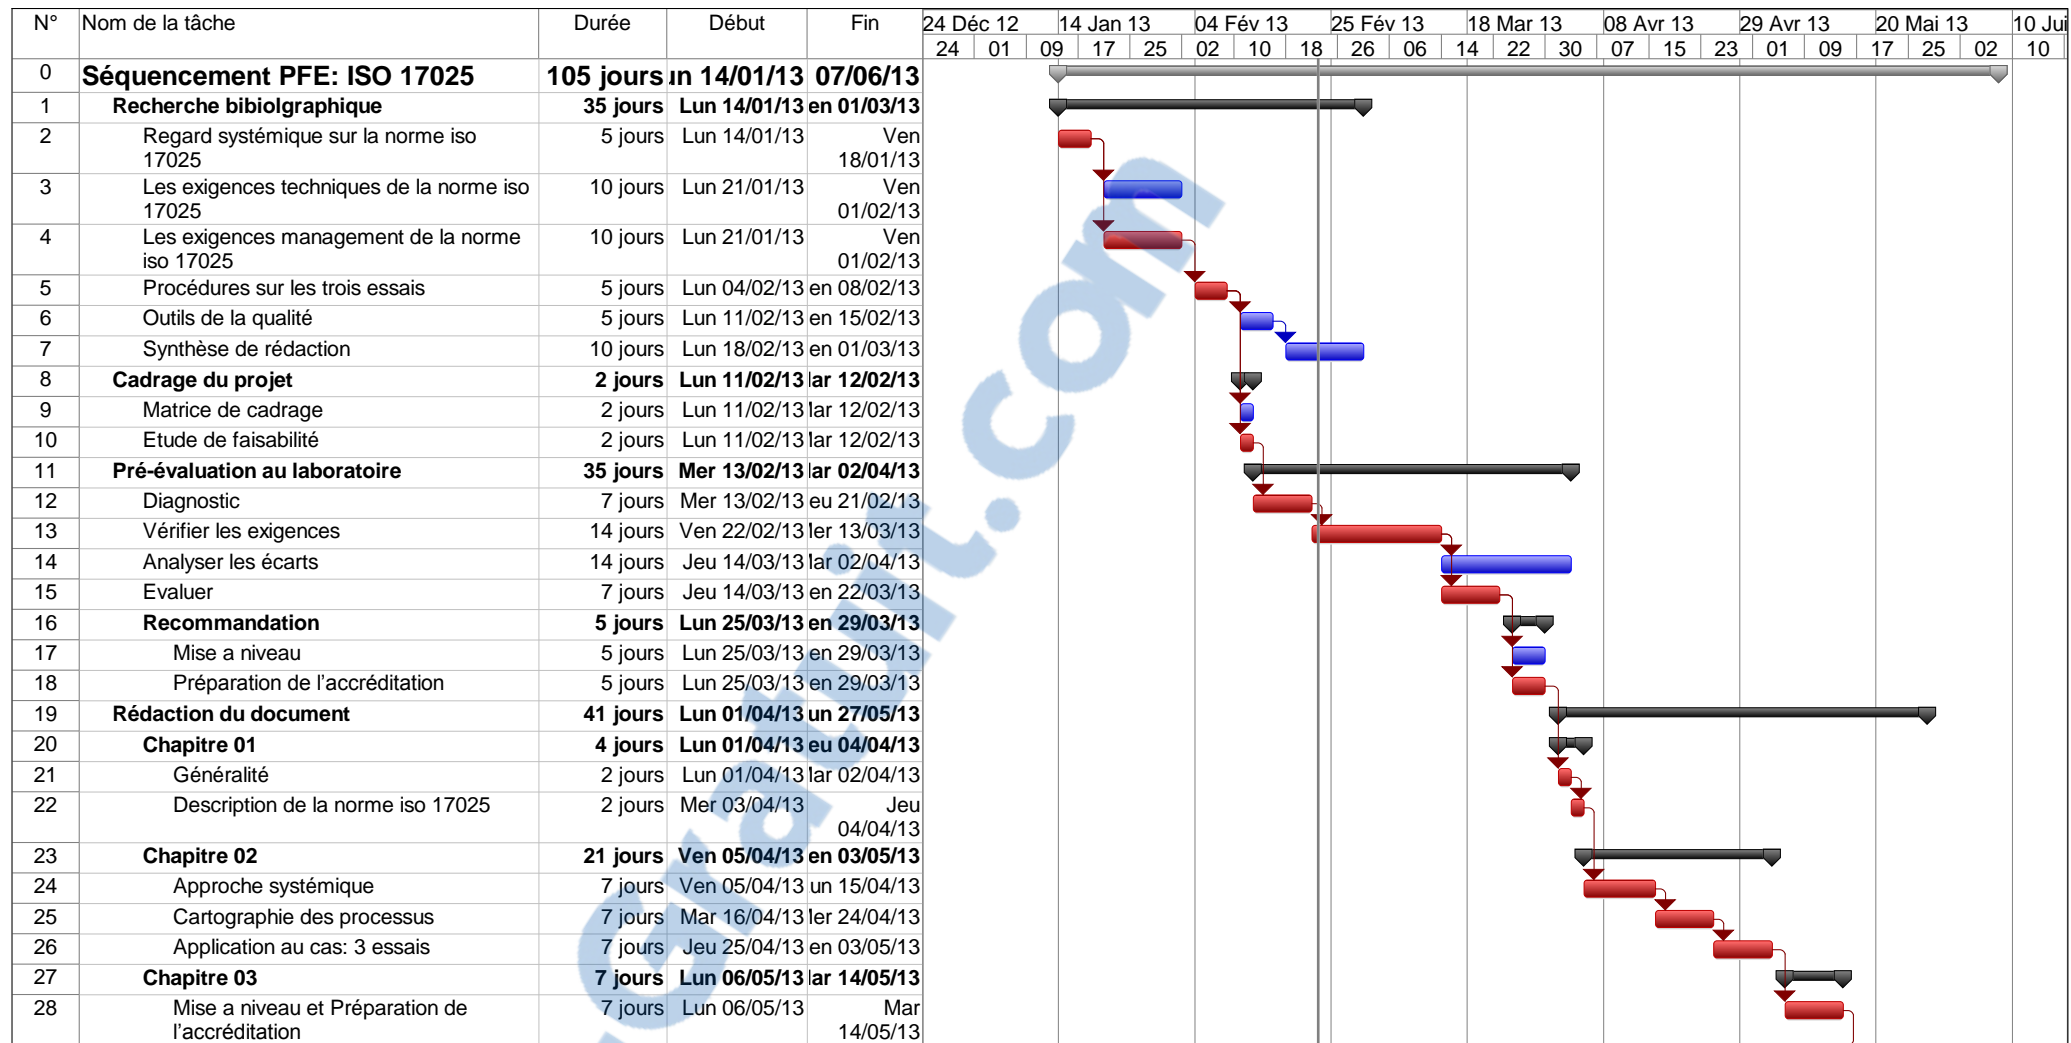 N° Nom de la tâche Durée Début Fin 24 Déc 12 14 Jan 13 04 Fév 13 25 Fév 13 18 Mar 13 08 Avr 13 29 Avr 13 20 Mai 13 10 Jui
24 01 09 17 25 02 10 18 26 06 14 22 30 07 15 23 01 09 17 25 02 10
0 Séquencement PFE: ISO 17025 105 jours un 14/01/13 07/06/13
1 Recherche bibiolgraphique 35 jours Lun 14/01/13 en 01/03/13
2 Regard systémique sur la norme iso 5 jours Lun 14/01/13 Ven
17025 18/01/13
3 Les exigences techniques de la norme iso 10 jours Lun 21/01/13 Ven
17025 01/02/13
4 Les exigences management de la norme 10 jours Lun 21/01/13 Ven
iso 17025 01/02/13
5 Procédures sur les trois essais 5 jours Lun 04/02/13 en 08/02/13
6 Outils de la qualité 5 jours Lun 11/02/13 en 15/02/13
7 Synthèse de rédaction 10 jours Lun 18/02/13 en 01/03/13
8 Cadrage du projet 2 jours Lun 11/02/13 ar 12/02/13
9 Matrice de cadrage 2 jours Lun 11/02/13 ar 12/02/13
10 Etude de faisabilité 2 jours Lun 11/02/13 ar 12/02/13
11 Pré-évaluation au laboratoire 35 jours Mer 13/02/13 ar 02/04/13
12 Diagnostic 7 jours Mer 13/02/13 eu 21/02/13
13 Vérifier les exigences 14 jours Ven 22/02/13 er 13/03/13
14 Analyser les écarts 14 jours Jeu 14/03/13 ar 02/04/13
15 Evaluer 7 jours Jeu 14/03/13 en 22/03/13
16 Recommandation 5 jours Lun 25/03/13 en 29/03/13
17 Mise a niveau 5 jours Lun 25/03/13 en 29/03/13
18 Préparation de l'accréditation 5 jours Lun 25/03/13 en 29/03/13
19 Rédaction du document 41 jours Lun 01/04/13 un 27/05/13
20 Chapitre 01 4 jours Lun 01/04/13 eu 04/04/13
21 Généralité 2 jours Lun 01/04/13 ar 02/04/13
22 Description de la norme iso 17025 2 jours Mer 03/04/13 Jeu
04/04/13
23 Chapitre 02 21 jours Ven 05/04/13 en 03/05/13
24 Approche systémique 7 jours Ven 05/04/13 un 15/04/13
25 Cartographie des processus 7 jours Mar 16/04/13 er 24/04/13
26 Application au cas: 3 essais 7 jours Jeu 25/04/13 en 03/05/13
27 Chapitre 03 7 jours Lun 06/05/13 ar 14/05/13
28 Mise a niveau et Préparation de 7 jours Lun 06/05/13 Mar
l'accréditation 14/05/13
Gratuit.com